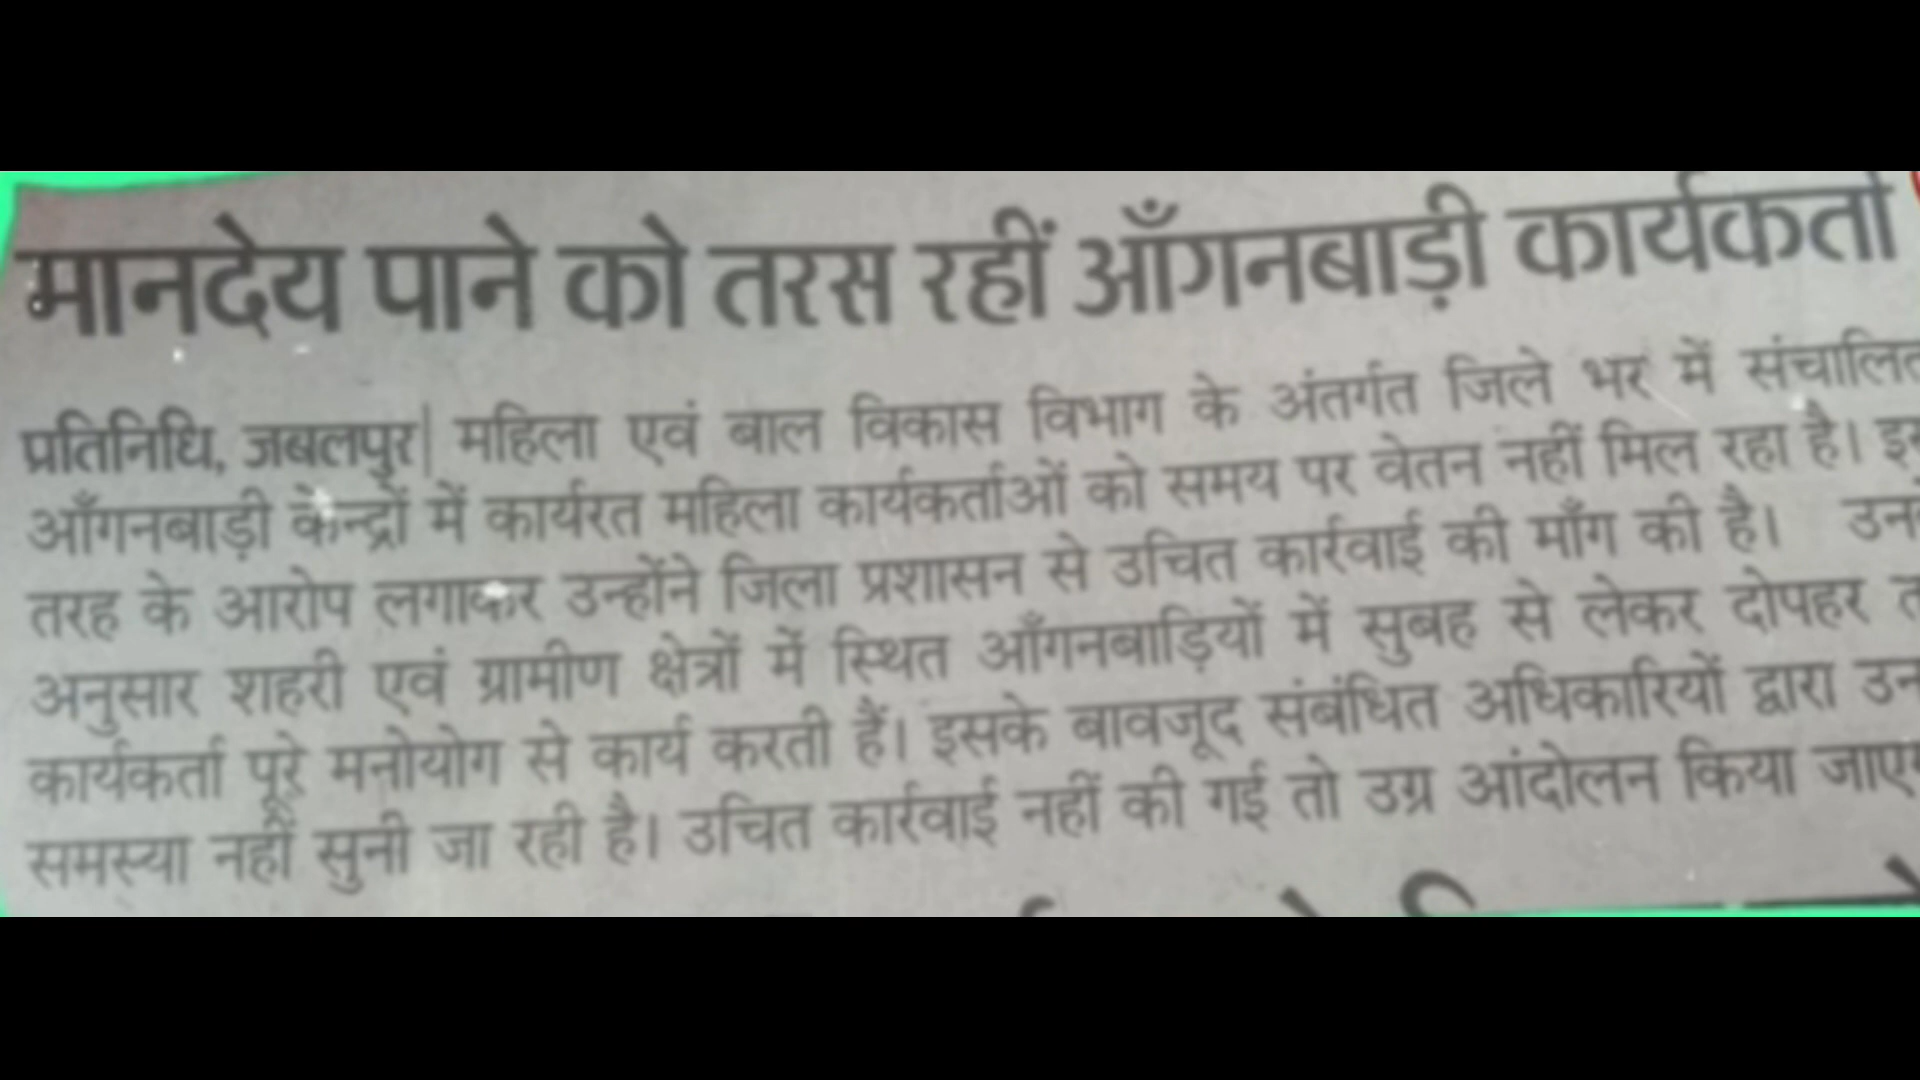 मानदेय पाने को तरस रहीं आँगनबाड़ी कार्यकर्ता
प्रतिनिधि, जबलपुर| महिला एवं बाल विकास विभाग के अंतर्गत जिले भर में संचालित
आँगनबाड़ी केन्द्रों में कार्यरत महिला कार्यकर्ताओं को समय पर वेतन नहीं मिल रहा है।
तरह के आरोप लगाकर उन्होंने जिला प्रशासन से उचित कार्रवाई की माँग की है।
अनुसार शहरी एवं ग्रामीण क्षेत्रों में स्थित आँगनबाड़ियों में सुबह से लेकर दोपहर
कार्यकर्ता पूरे मनोयोग से कार्य करती हैं। इसके बावजूद संबंधित अधिकारियों द्वारा
समस्या नहीं सुनी जा रही है। उचित कार्रवाई नहीं की गई तो उग्र आंदोलन किया